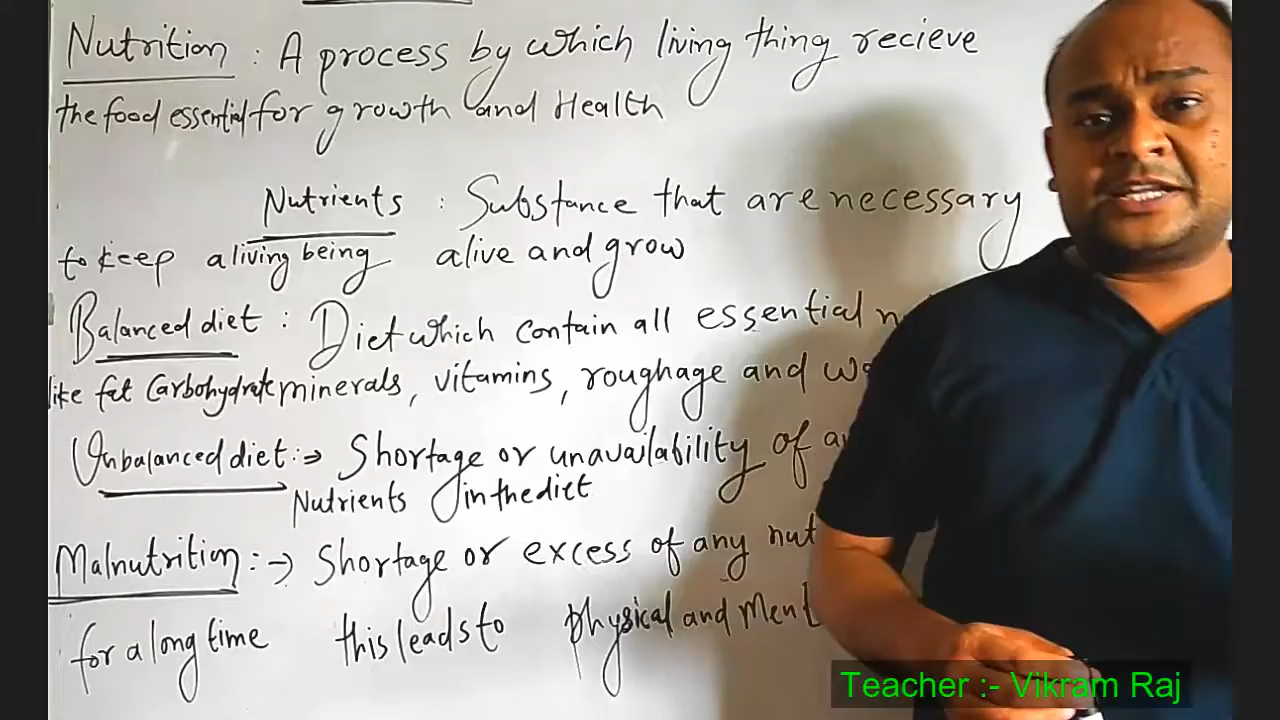 Nutrition : A process by which living thing recieve
the food essential for growth and Health
Nutrients : Substance that are necessary
to keep a living being alive and grow
Balanced diet : Diet which contain all essential
like fat Carbohydrate minerals, vitamins, roughage and
Unbalanced diet :-> Shortage or unavailability of
Nutrients in the diet
Malnutrition :-> Shortage or excess of any
for a long time this leads to physical and
Teacher :- Vikram Raj